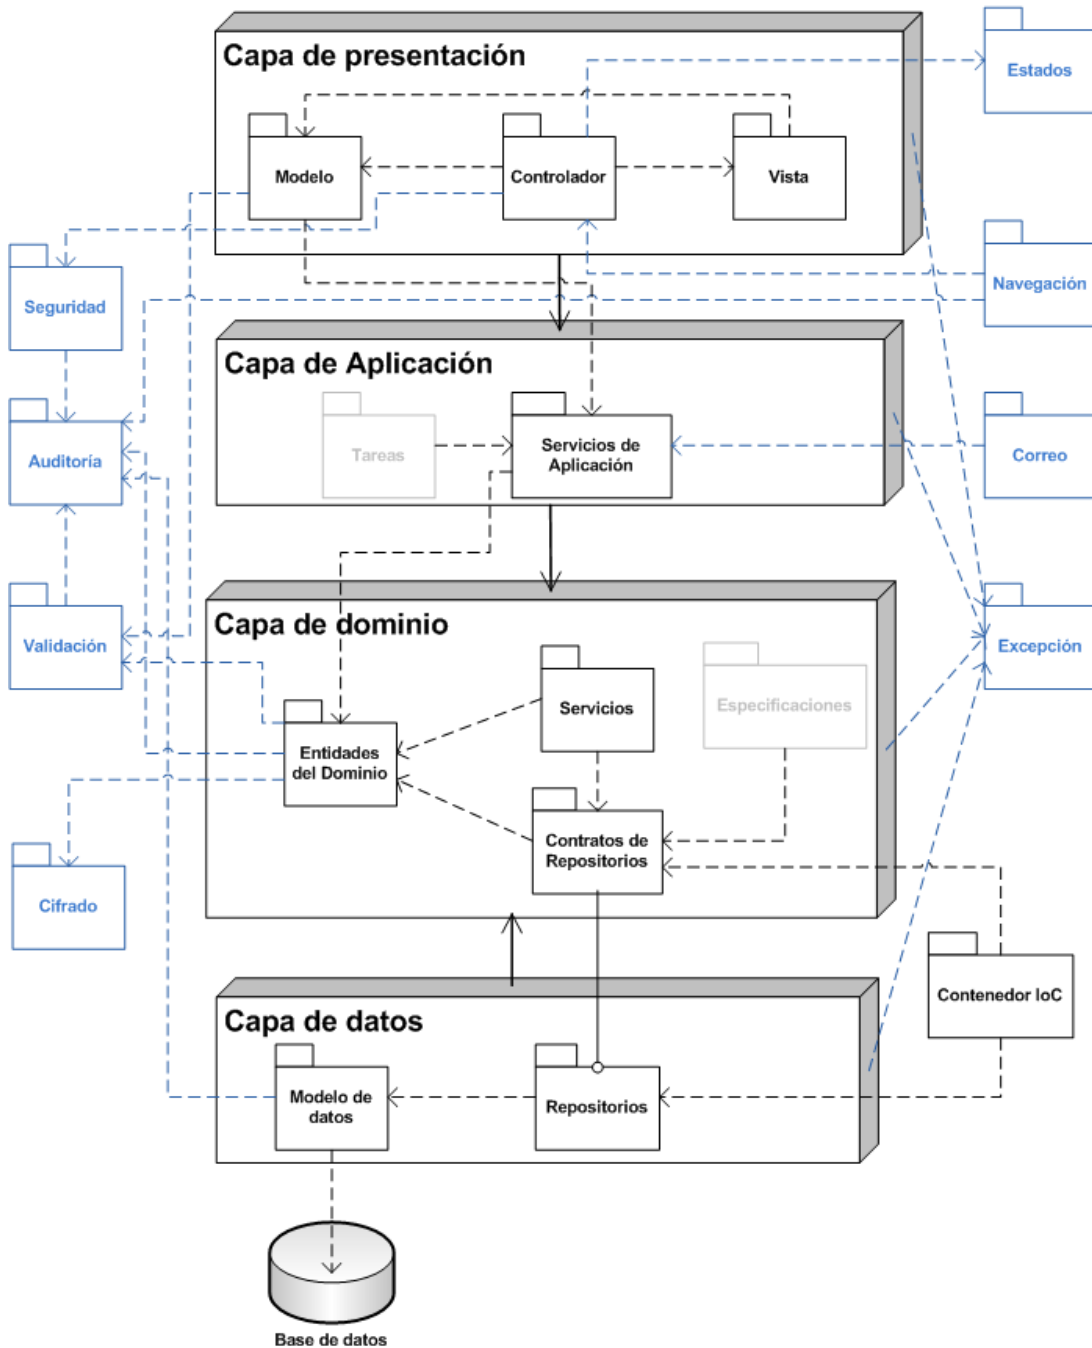 Capa de presentación
Estados
Modelo
Controlador
Vista
Seguridad
Navegación
Capa de Aplicación
Tareas
Servicios de
Aplicación
Auditoría
Correo
Capa de dominio
Validación
Servicios
Especificaciones
Excepción
Entidades
del Dominio
Contratos de
Repositorios
Cifrado
Contenedor IoC
Capa de datos
Modelo de
datos
Repositorios
Base de datos